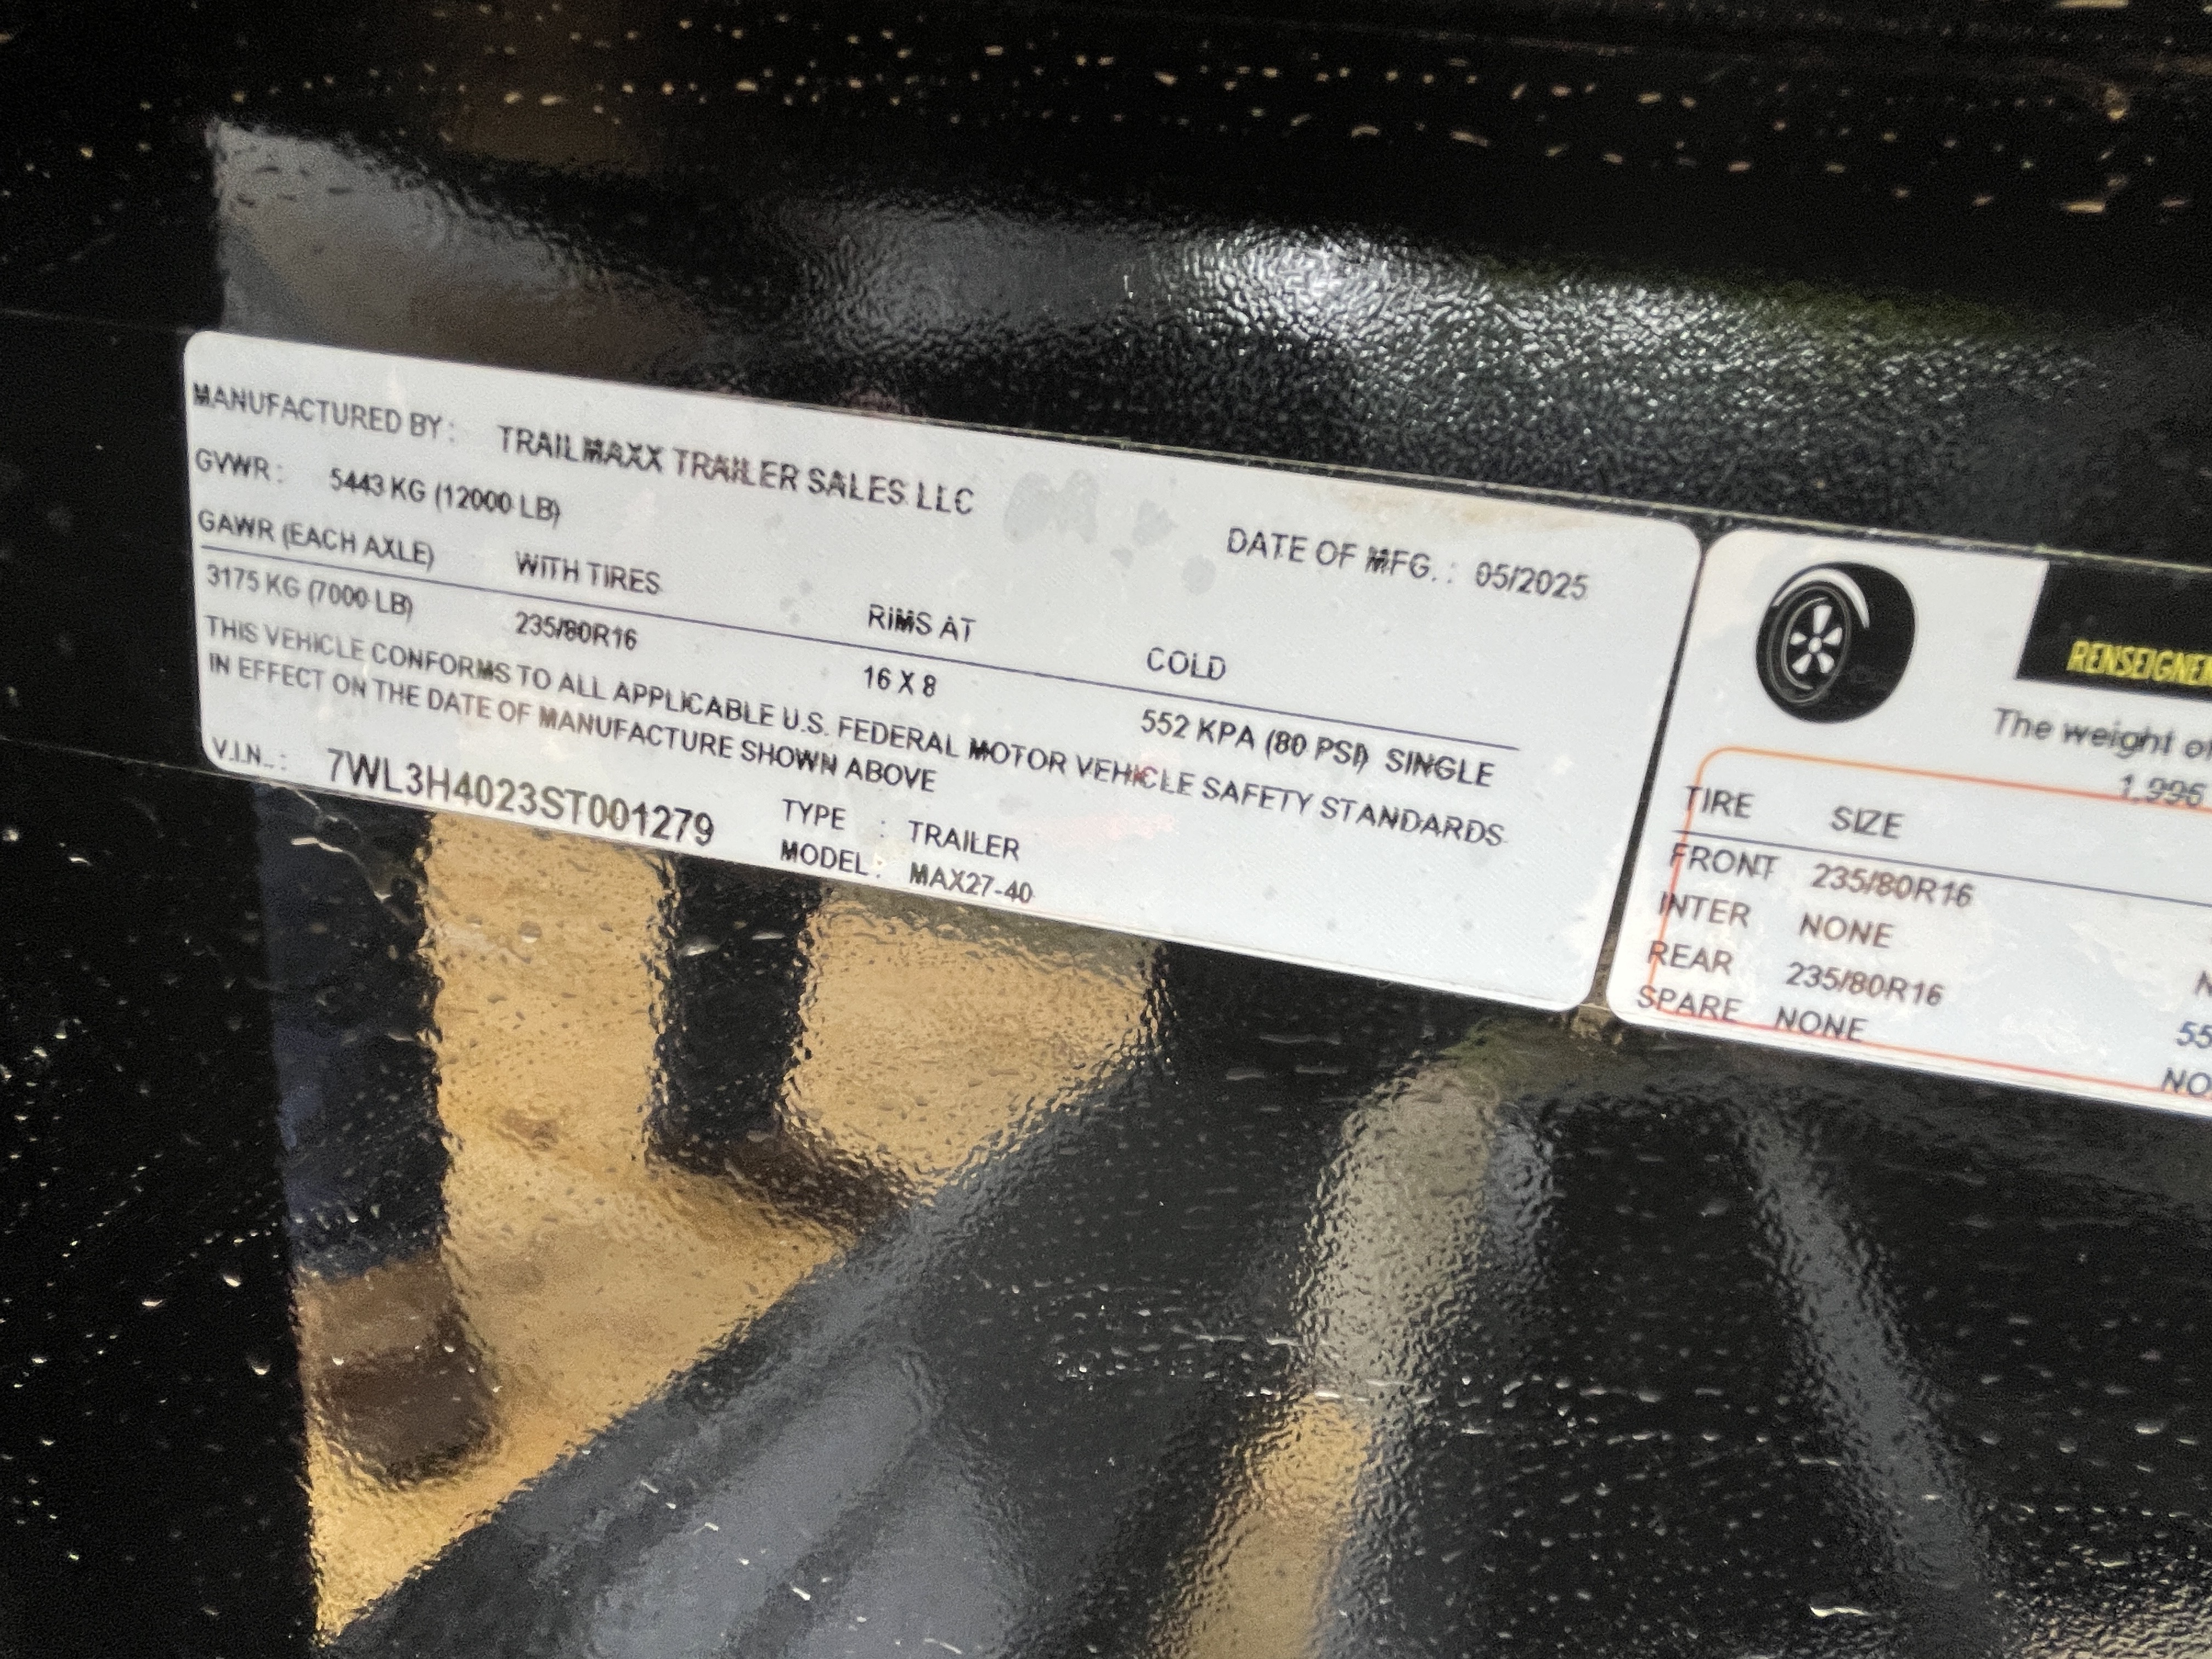 MANUFACTURED BY : TRAILMAXX TRAILER SALES LLC
GVWR : 5443 KG (12000 LB)
DATE OF MFG. : 05/2025
GAWR (EACH AXLE) WITH TIRES RIMS AT COLD
3175 KG (7000 LB) 235/80R16 16 X 8 552 KPA (80 PSI) SINGLE
THIS VEHICLE CONFORMS TO ALL APPLICABLE U.S. FEDERAL MOTOR VEHICLE SAFETY STANDARDS
IN EFFECT ON THE DATE OF MANUFACTURE SHOWN ABOVE
V.I.N.. : 7WL3H4023ST001279
TYPE : TRAILER
MODEL : MAX27-40
The weight of
TIRE SIZE
FRONT 235/80R16
INTER NONE
REAR 235/80R16
SPARE NONE